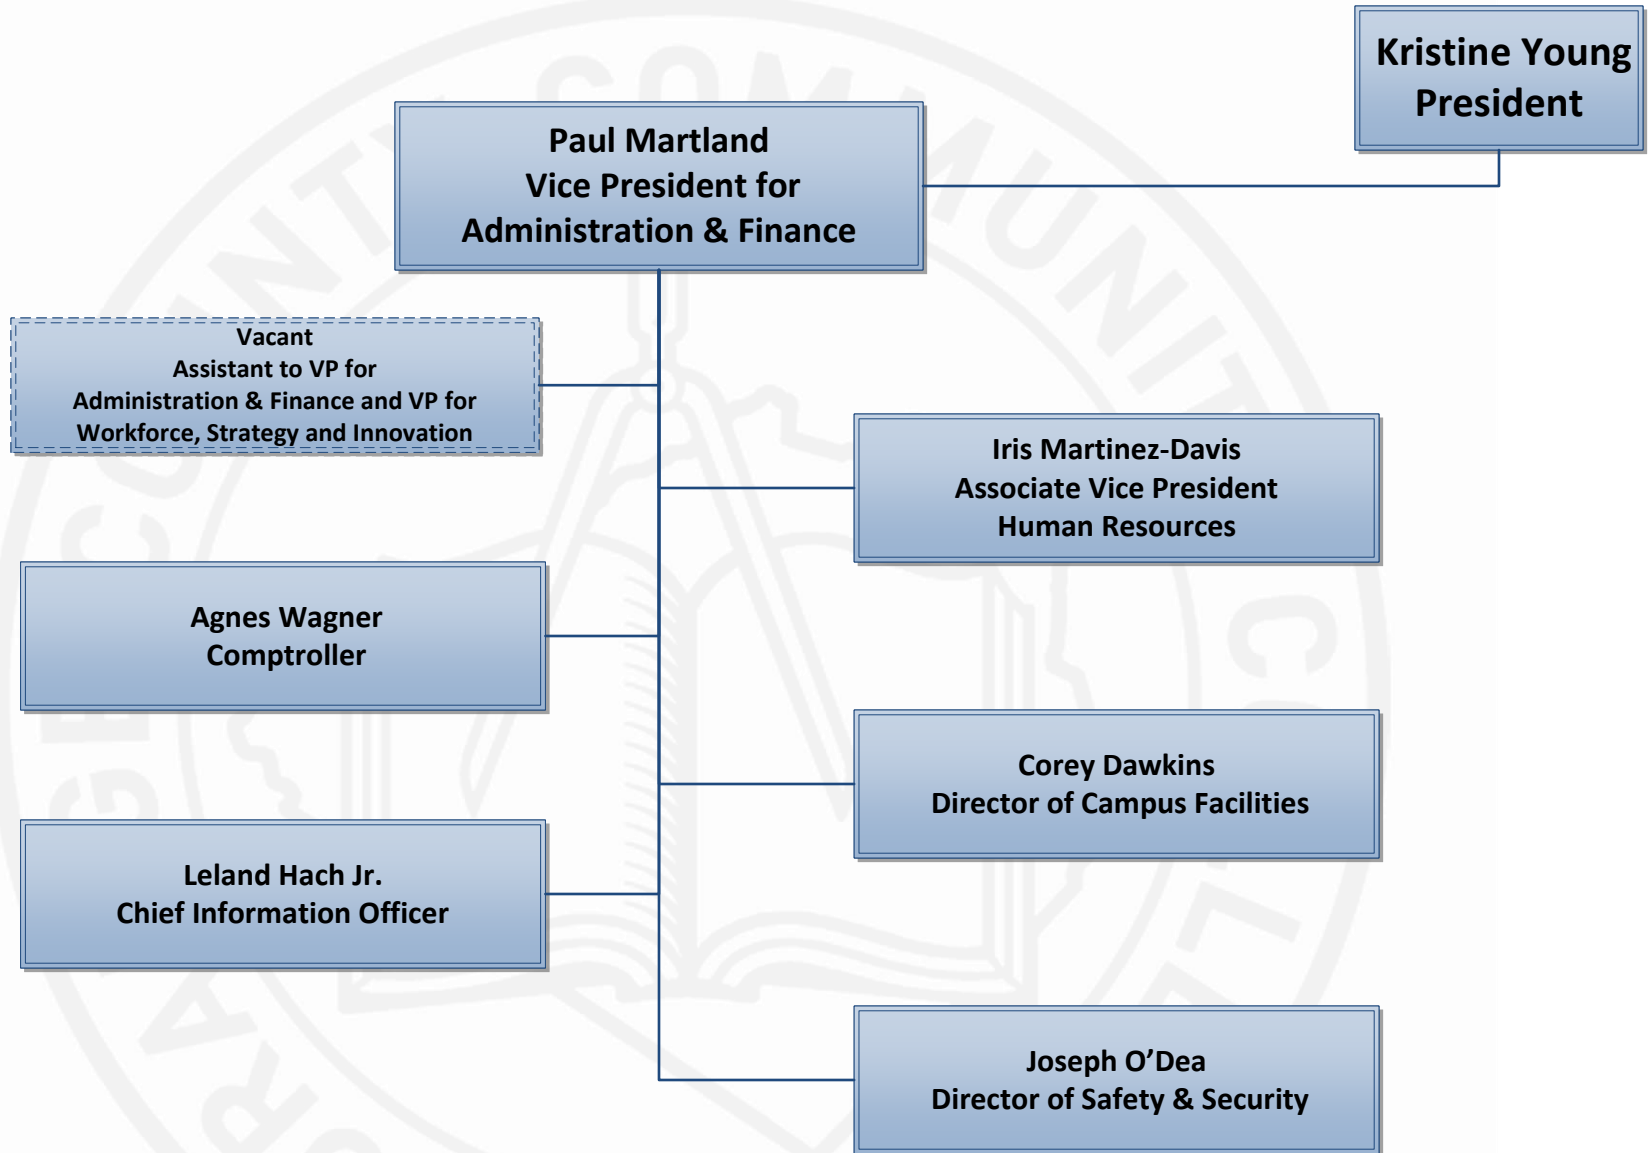 Kristine Young
President
Paul Martland
Vice President for
Administration & Finance
Vacant
Assistant to VP for
Administration & Finance and VP for
Workforce, Strategy and Innovation
Iris Martinez-Davis
Associate Vice President
Human Resources
Agnes Wagner
Comptroller
Corey Dawkins
Director of Campus Facilities
Leland Hach Jr.
Chief Information Officer
Joseph O’Dea
Director of Safety & Security